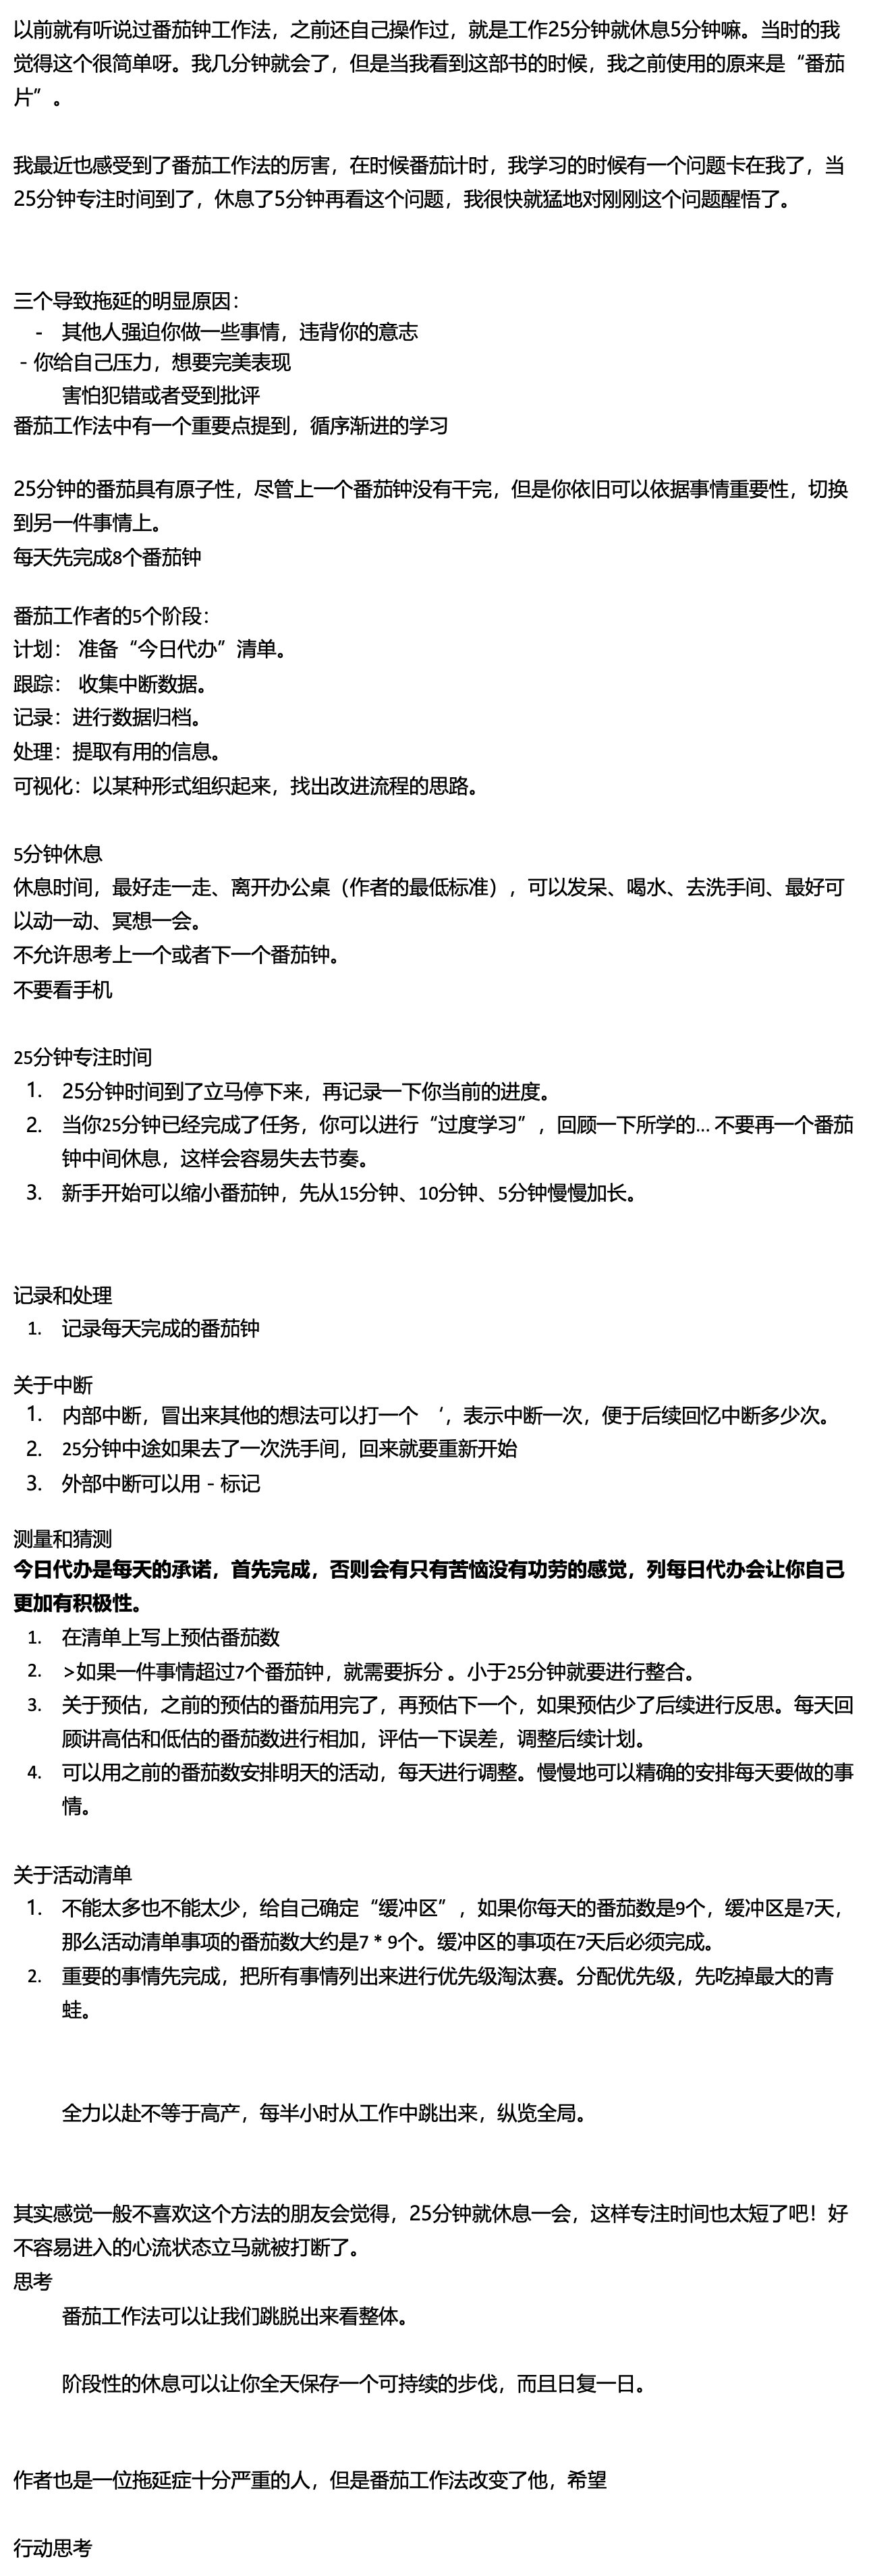 以前就有听说过番茄钟工作法，之前还自己操作过，就是工作25分钟就休息5分钟嘛。当时的我
觉得这个很简单呀。我几分钟就会了，但是当我看到这部书的时候，我之前使用的原来是“番茄
片”。
我最近也感受到了番茄工作法的厉害，在时候番茄计时，我学习的时候有一个问题卡在我了，当
25分钟专注时间到了，休息了5分钟再看这个问题，我很快就猛地对刚刚这个问题醒悟了。
三个导致拖延的明显原因：
- 其他人强迫你做一些事情，违背你的意志
- 你给自己压力，想要完美表现
害怕犯错或者受到批评
番茄工作法中有一个重要点提到，循序渐进的学习
25分钟的番茄具有原子性，尽管上一个番茄钟没有干完，但是你依旧可以依据事情重要性，切换
到另一件事情上。
每天先完成8个番茄钟
番茄工作者的5个阶段：
计划： 准备“今日代办”清单。
跟踪： 收集中断数据。
记录：进行数据归档。
处理：提取有用的信息。
可视化：以某种形式组织起来，找出改进流程的思路。
5分钟休息
休息时间，最好走一走、离开办公桌（作者的最低标准），可以发呆、喝水、去洗手间、最好可
以动一动、冥想一会。
不允许思考上一个或者下一个番茄钟。
不要看手机
25分钟专注时间
1. 25分钟时间到了立马停下来，再记录一下你当前的进度。
2. 当你25分钟已经完成了任务，你可以进行“过度学习”，回顾一下所学的... 不要再一个番茄
钟中间休息，这样会容易失去节奏。
3. 新手开始可以缩小番茄钟，先从15分钟、10分钟、5分钟慢慢加长。
记录和处理
1. 记录每天完成的番茄钟
关于中断
1. 内部中断，冒出来其他的想法可以打一个 ‘，表示中断一次，便于后续回忆中断多少次。
2. 25分钟中途如果去了一次洗手间，回来就要重新开始
3. 外部中断可以用 - 标记
测量和猜测
今日代办是每天的承诺，首先完成，否则会有只有苦恼没有功劳的感觉，列每日代办会让你自己
更加有积极性。
1. 在清单上写上预估番茄数
2. >如果一件事情超过7个番茄钟，就需要拆分 。小于25分钟就要进行整合。
3. 关于预估，之前的预估的番茄用完了，再预估下一个，如果预估少了后续进行反思。每天回
顾讲高估和低估的番茄数进行相加，评估一下误差，调整后续计划。
4. 可以用之前的番茄数安排明天的活动，每天进行调整。慢慢地可以精确的安排每天要做的事
情。
关于活动清单
1. 不能太多也不能太少，给自己确定“缓冲区”，如果你每天的番茄数是9个，缓冲区是7天，
那么活动清单事项的番茄数大约是7 * 9个。缓冲区的事项在7天后必须完成。
2. 重要的事情先完成，把所有事情列出来进行优先级淘汰赛。分配优先级，先吃掉最大的青
蛙。
全力以赴不等于高产，每半小时从工作中跳出来，纵览全局。
其实感觉一般不喜欢这个方法的朋友会觉得，25分钟就休息一会，这样专注时间也太短了吧！好
不容易进入的心流状态立马就被打断了。
思考
番茄工作法可以让我们跳脱出来看整体。
阶段性的休息可以让你全天保存一个可持续的步伐，而且日复一日。
作者也是一位拖延症十分严重的人，但是番茄工作法改变了他，希望
行动思考